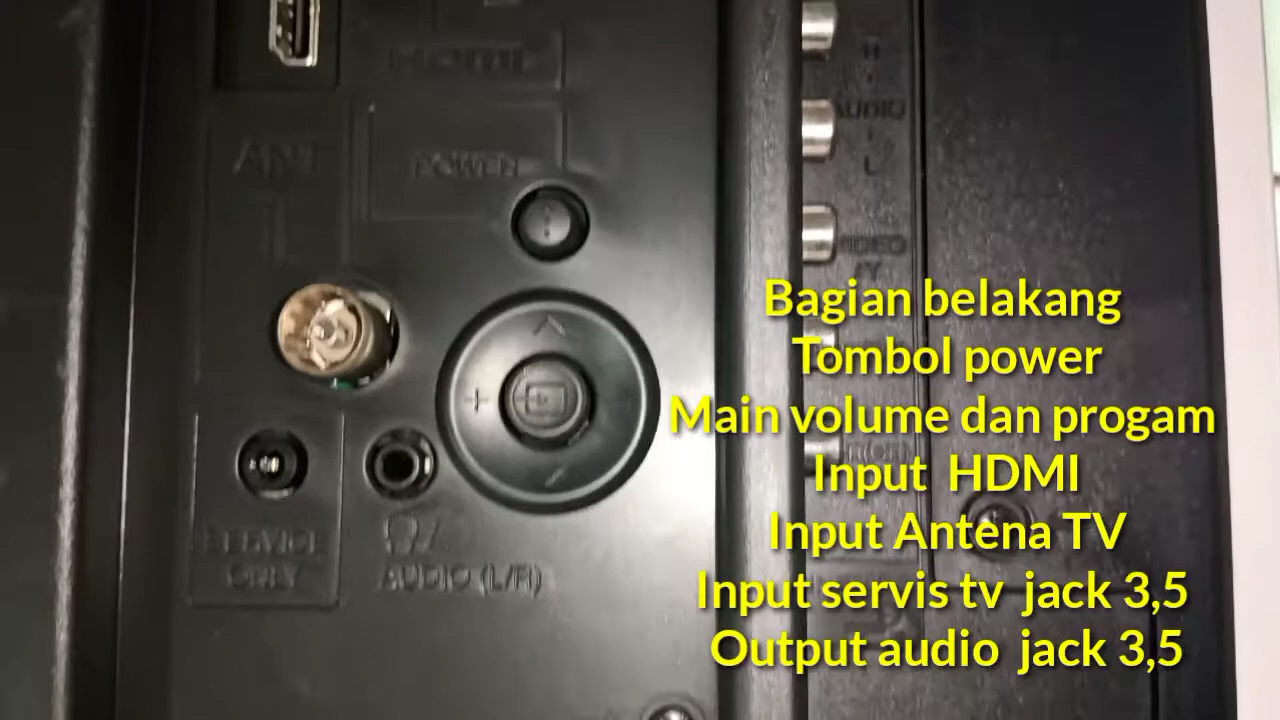 HDMI
ANT
POWER
AUDIO
L
VIDEO
/Y
SERVICE
ONLY
AUDIO (L/R)
Bagian belakang
Tombol power
Main volume dan progam
Input HDMI
Input Antena TV
Input servis tv jack 3,5
Output audio jack 3,5